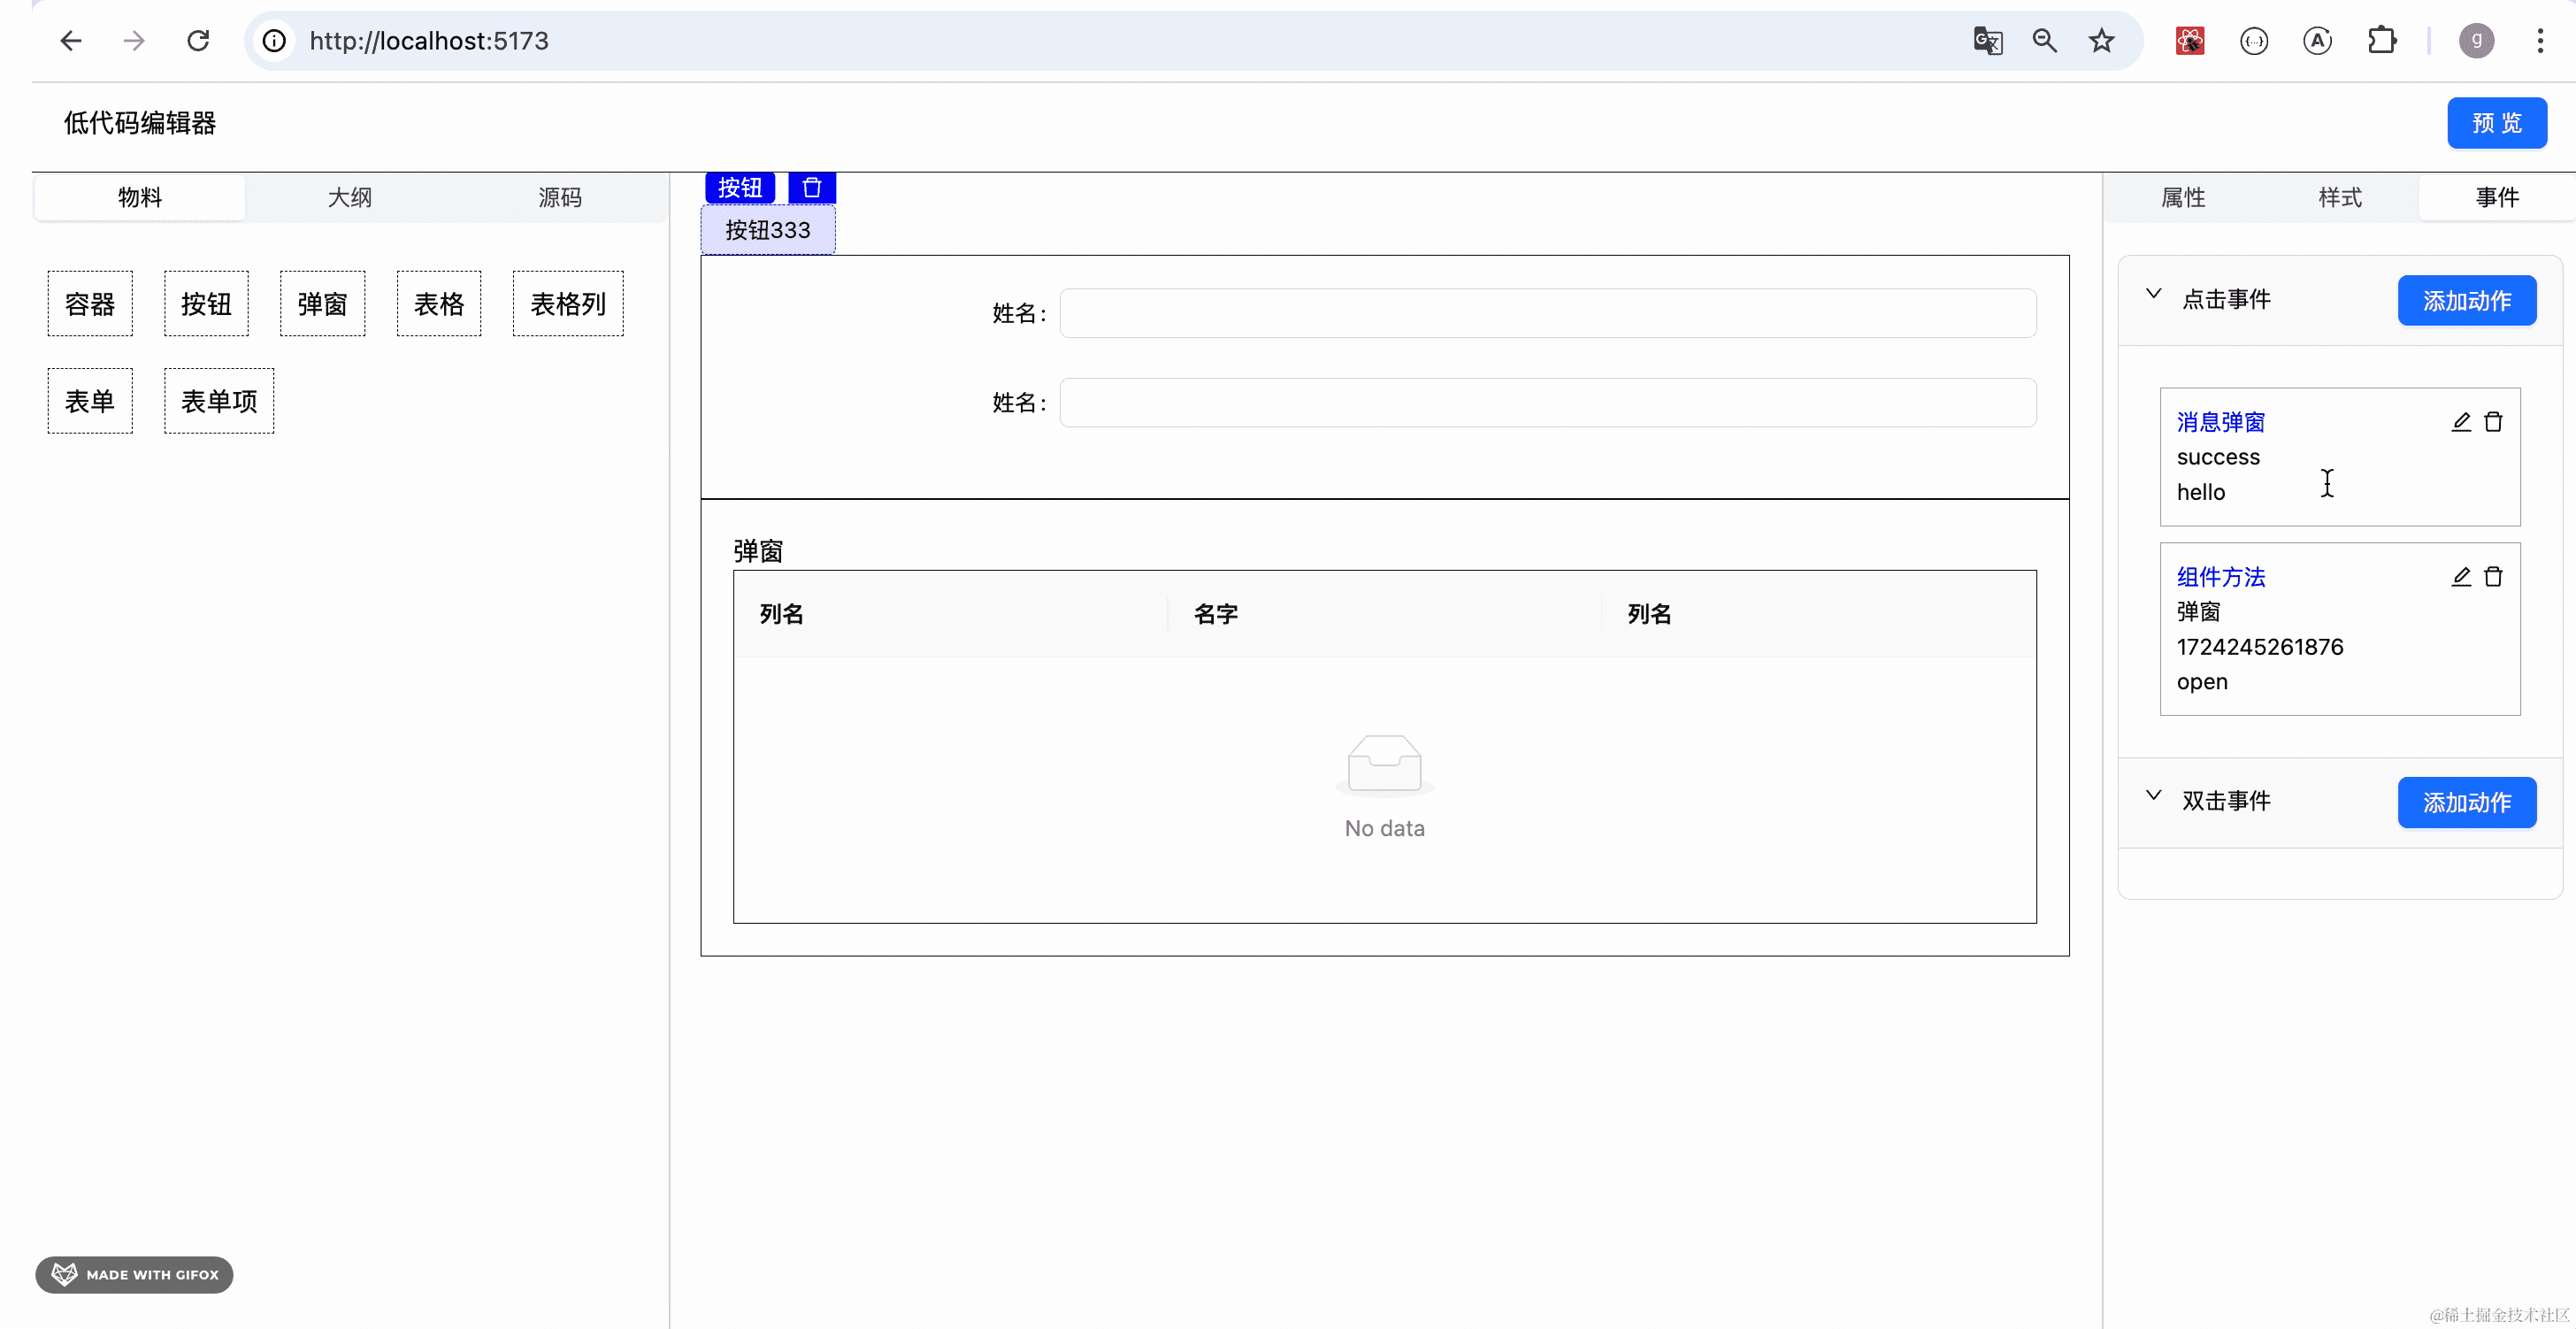 http://localhost:5173
g
低代码编辑器
预 览
物料 大纲 源码
容器 按钮 弹窗 表格 表格列
表单 表单项
按钮
按钮333
姓名:
姓名:
弹窗
列名 名字 列名
No data
属性 样式 事件
点击事件 添加动作
消息弹窗
success
hello
组件方法
弹窗
1724245261876
open
双击事件 添加动作
MADE WITH GIFOX
@稀土掘金技术社区